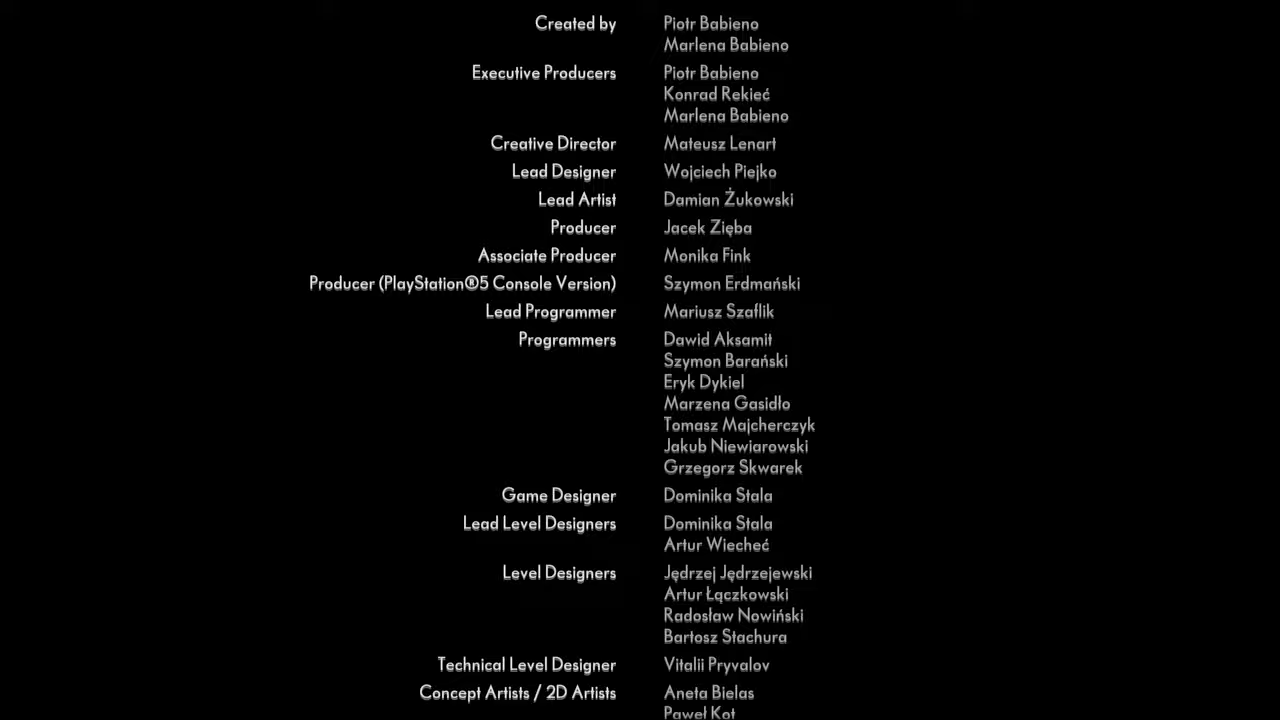 Created by Piotr Babieno
Marlena Babieno
Executive Producers Piotr Babieno
Konrad Rekieć
Marlena Babieno
Creative Director Mateusz Lenart
Lead Designer Wojciech Piejko
Lead Artist Damian Żukowski
Producer Jacek Zięba
Associate Producer Monika Fink
Producer (PlayStation®5 Console Version) Szymon Erdmański
Lead Programmer Mariusz Szaflik
Programmers Dawid Aksamit
Szymon Barański
Eryk Dykiel
Marzena Gasidło
Tomasz Majcherczyk
Jakub Niewiarowski
Grzegorz Skwarek
Game Designer Dominika Stala
Lead Level Designers Dominika Stala
Artur Wiecheć
Level Designers Jędrzej Jędrzejewski
Artur Łączkowski
Radosław Nowiński
Bartosz Stachura
Technical Level Designer Vitalii Pryvalov
Concept Artists / 2D Artists Aneta Bielas
Paweł Kot